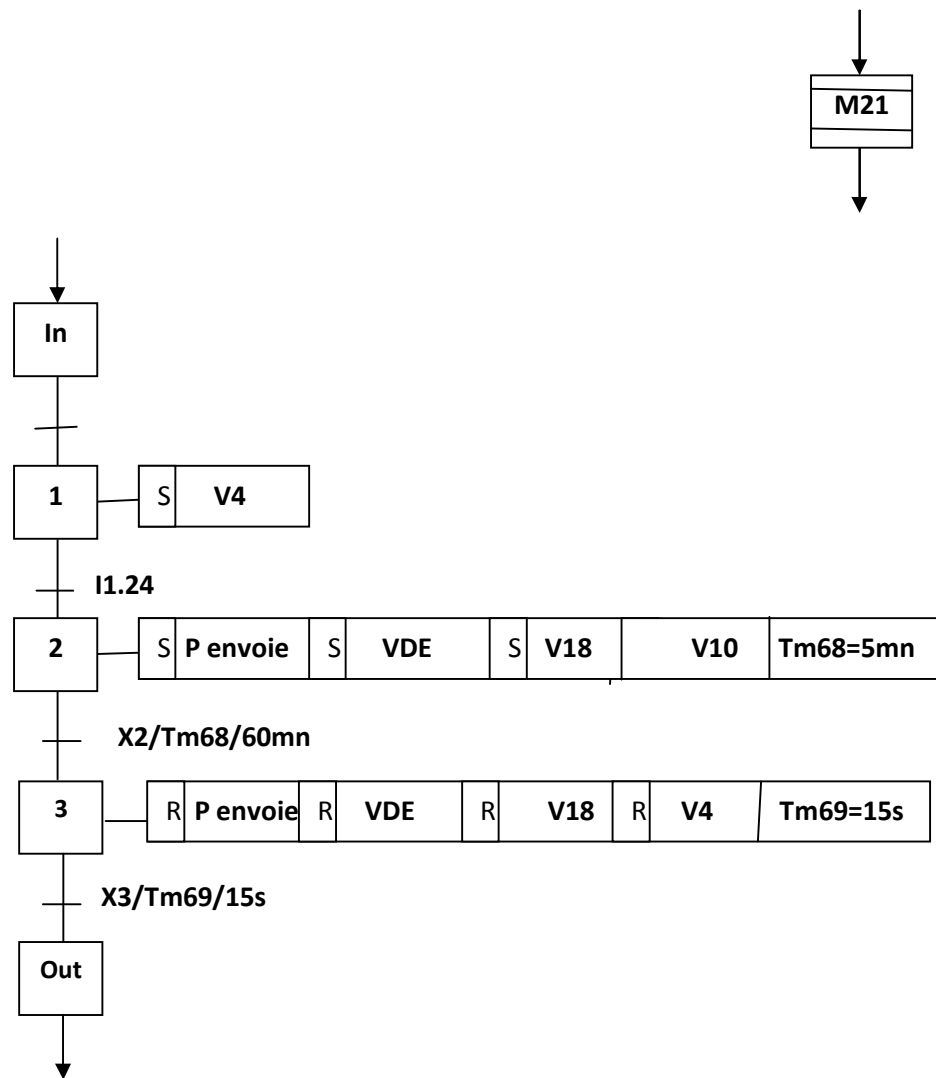 M21
In
1 S V4
I1.24
2 S P envoie S VDE S V18 V10 Tm68=5mn
X2/Tm68/60mn
3 R P envoie R VDE R V18 R V4 Tm69=15s
X3/Tm69/15s
Out